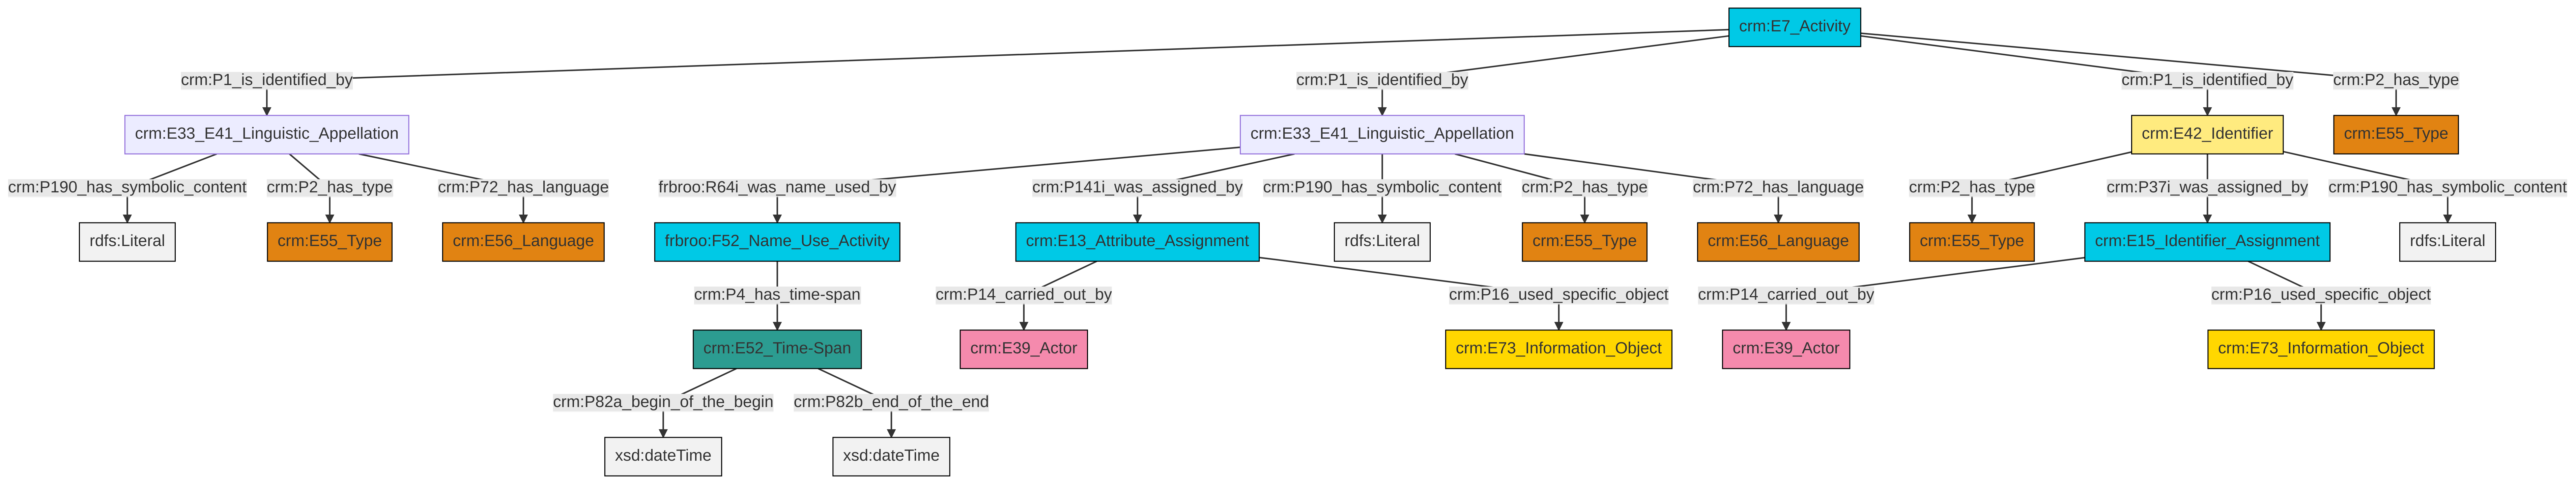 crm:E7_Activity
crm:P1_is_identified_by
crm:P1_is_identified_by
crm:P1_is_identified_by
crm:P2_has_type
crm:E33_E41_Linguistic_Appellation
crm:E33_E41_Linguistic_Appellation
crm:E42_Identifier
crm:E55_Type
crm:P190_has_symbolic_content
crm:P2_has_type
crm:P72_has_language
frbroo:R64i_was_name_used_by
crm:P141i_was_assigned_by
crm:P190_has_symbolic_content
crm:P2_has_type
crm:P72_has_language
crm:P2_has_type
crm:P37i_was_assigned_by
crm:P190_has_symbolic_content
rdfs:Literal
crm:E55_Type
crm:E56_Language
frbroo:F52_Name_Use_Activity
crm:E13_Attribute_Assignment
rdfs:Literal
crm:E55_Type
crm:E56_Language
crm:E55_Type
crm:E15_Identifier_Assignment
rdfs:Literal
crm:P4_has_time-span
crm:P14_carried_out_by
crm:P16_used_specific_object
crm:P14_carried_out_by
crm:P16_used_specific_object
crm:E52_Time-Span
crm:E39_Actor
crm:E73_Information_Object
crm:E39_Actor
crm:E73_Information_Object
crm:P82a_begin_of_the_begin
crm:P82b_end_of_the_end
xsd:dateTime
xsd:dateTime